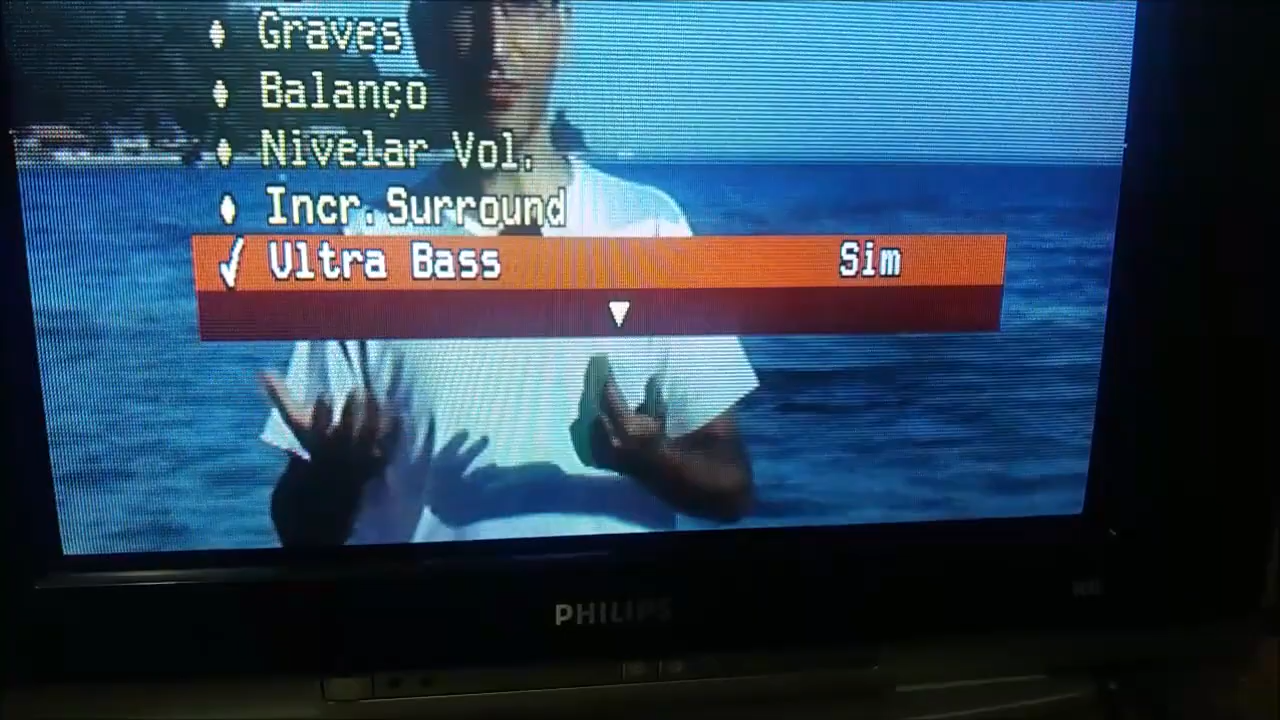 Graves
Balanço
Nivelar Vol.
Incr.Surround
Ultra Bass Sim
PHILIPS